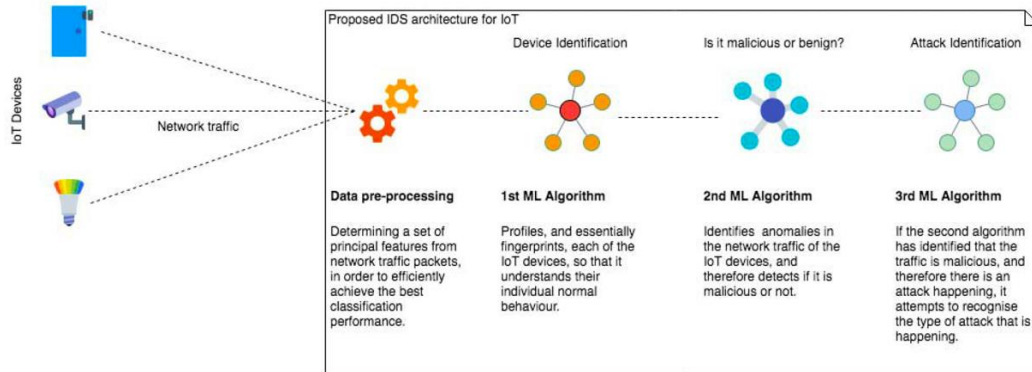 Proposed IDS architecture for IoT
Device Identification
Is it malicious or benign?
Attack Identification
IoT Devices
Network traffic
Data pre-processing
Determining a set of
principal features from
network traffic packets,
in order to efficiently
achieve the best
classification
performance.
1st ML Algorithm
Profiles, and essentially
fingerprints, each of the
IoT devices, so that it
understands their
individual normal
behaviour.
2nd ML Algorithm
Identifies anomalies in
the network traffic of the
IoT devices, and
therefore detects if it is
malicious or not.
3rd ML Algorithm
If the second algorithm
has identified that the
traffic is malicious, and
therefore there is an
attack happening, it
attempts to recognise
the type of attack that is
happening.